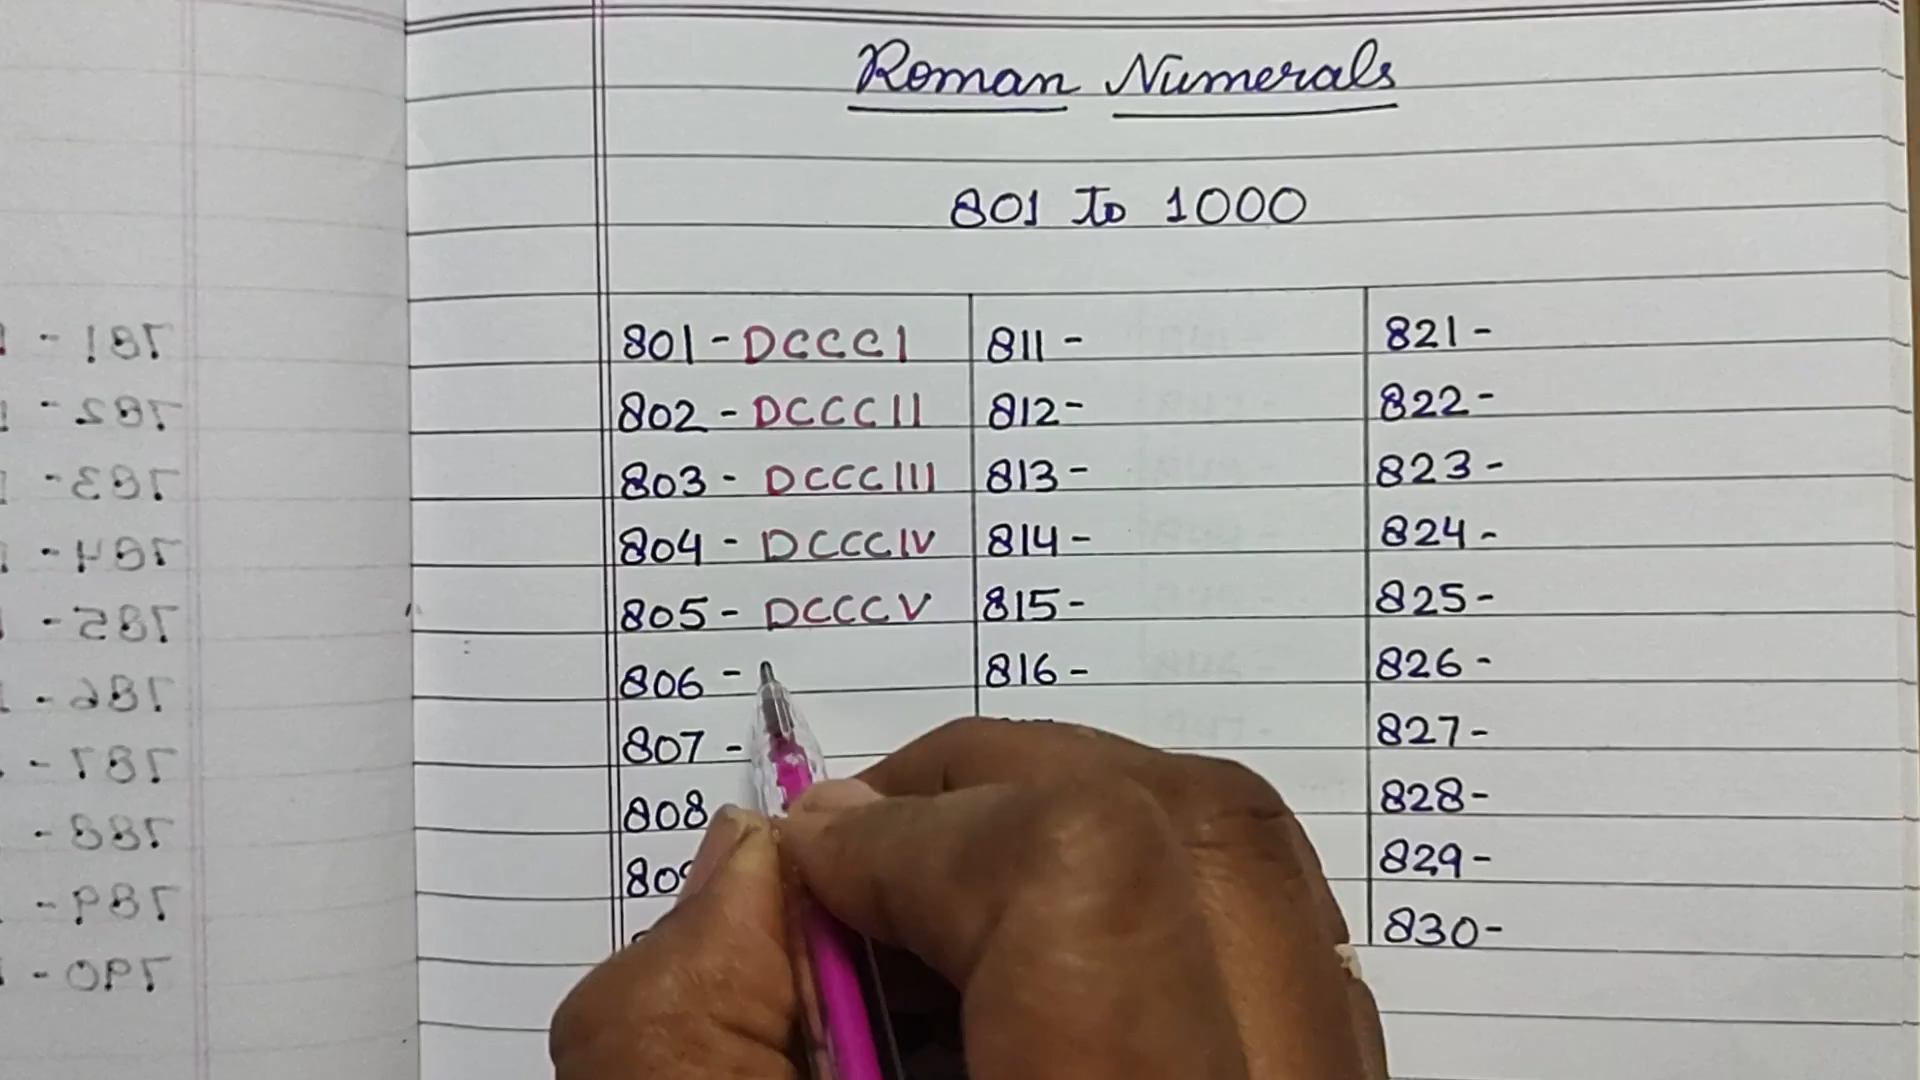 Roman Numerals
801 To 1000
801 - DCCCI
802 - DCCCII
803 - DCCCIII
804 - DCCCIV
805 - DCCCV
806 -
807 -
808
811 -
812 -
813 -
814 -
815 -
816 -
821 -
822 -
823 -
824 -
825 -
826 -
827 -
828 -
829 -
830 -